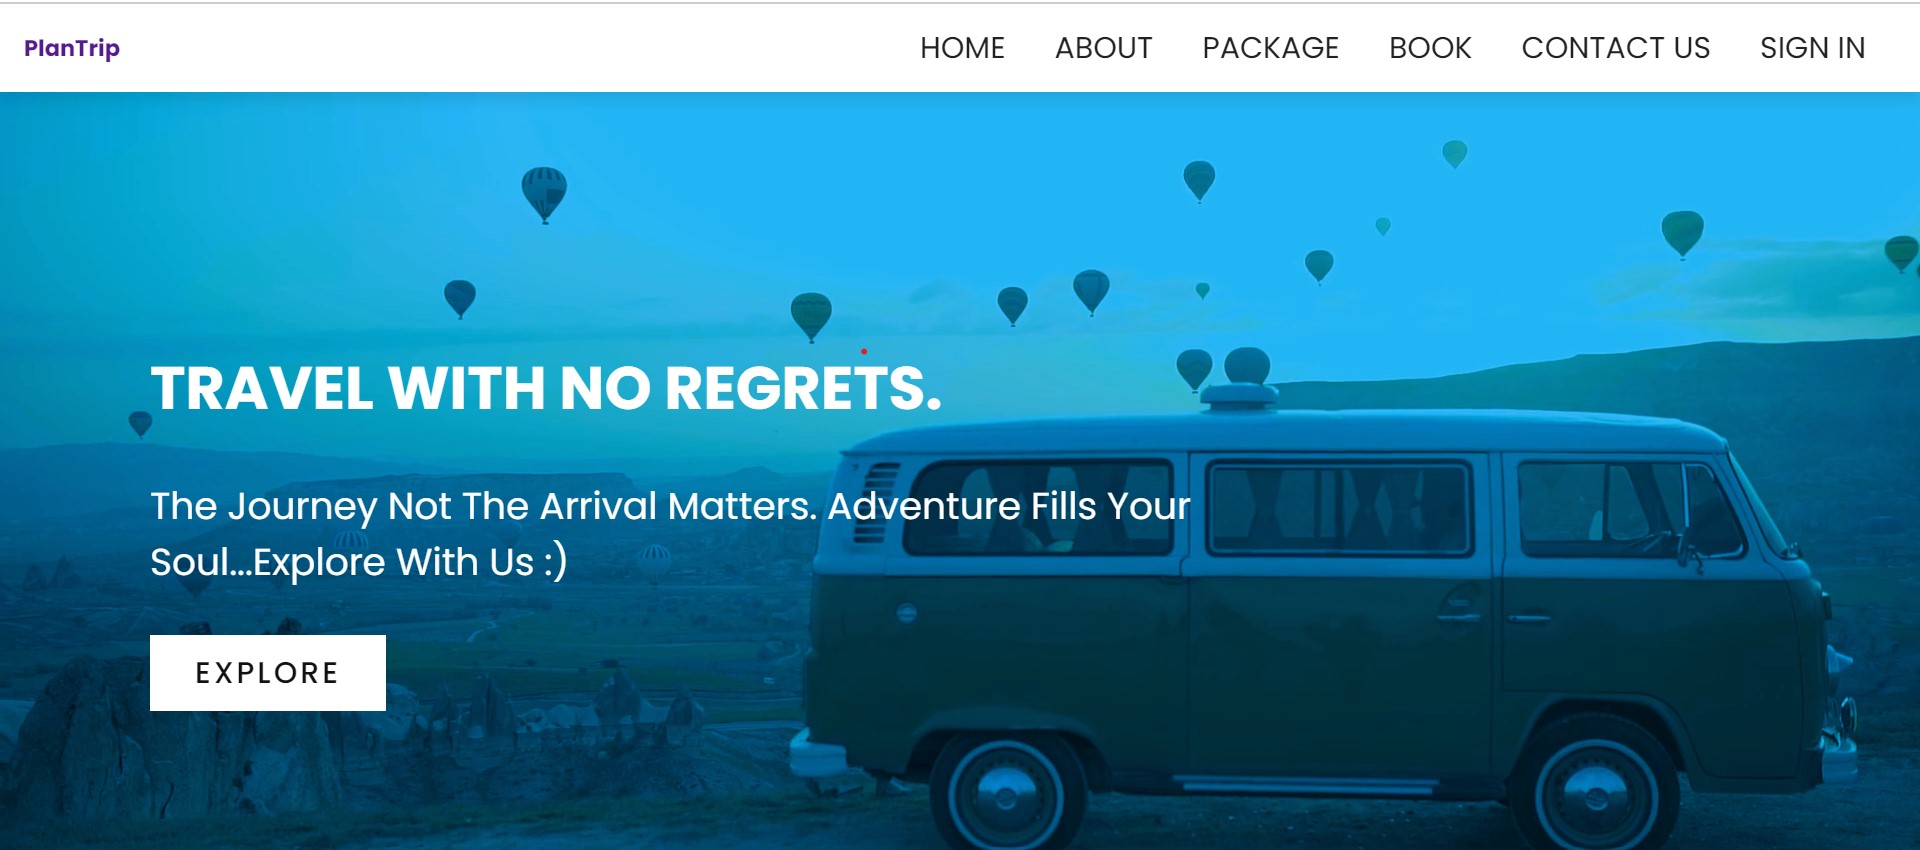 PlanTrip
HOME ABOUT PACKAGE BOOK CONTACT US SIGN IN
TRAVEL WITH NO REGRETS.
The Journey Not The Arrival Matters. Adventure Fills Your
Soul...Explore With Us :)
EXPLORE